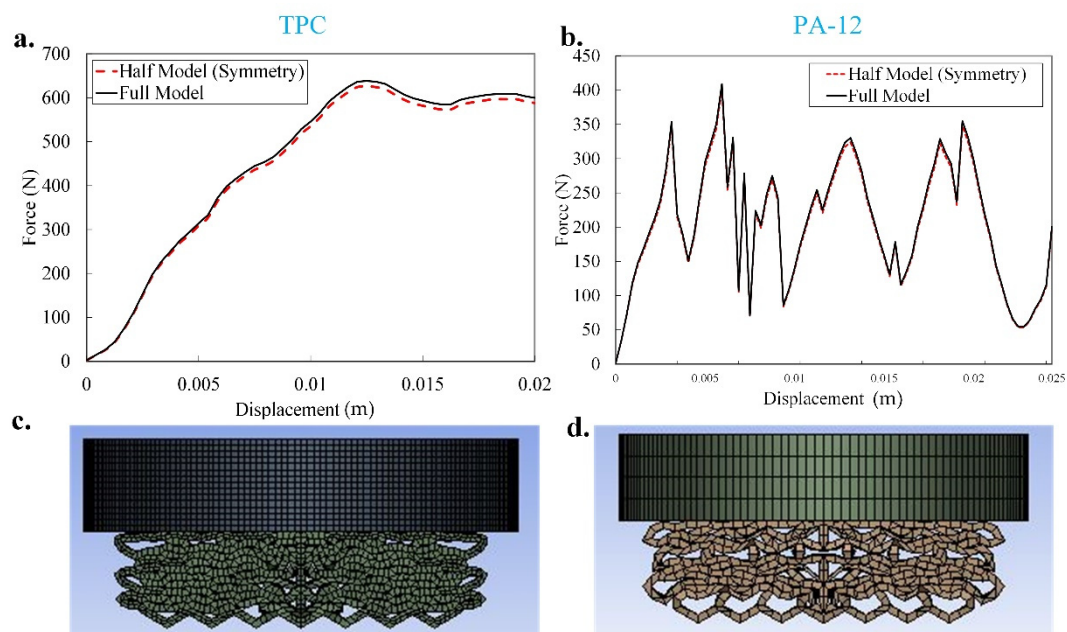 TPC
PA-12
a.
700
600
500
400
300
200
100
0
Force (N)
Half Model (Symmetry)
Full Model
0
0.005
0.01
0.015
0.02
Displacement (m)
b.
450
400
350
300
250
200
150
100
50
0
Force (N)
Half Model (Symmetry)
Full Model
0
0.005
0.01
0.015
0.02
0.025
Displacement (m)
c.
d.